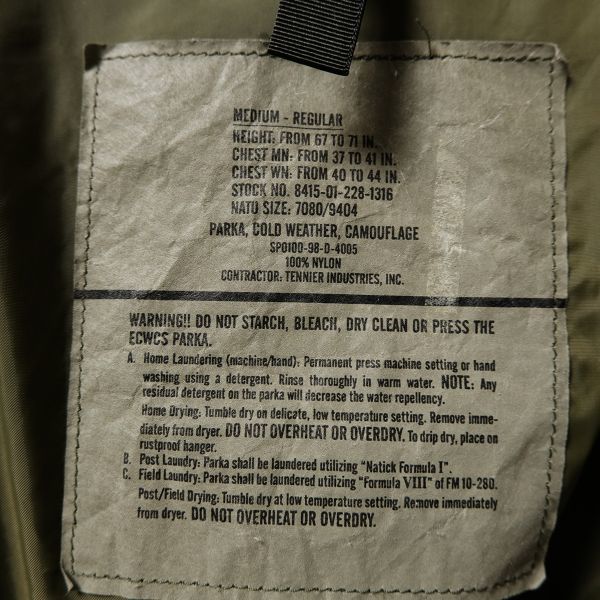 MEDIUM - REGULAR
HEIGHT: FROM 67 TO 71 IN.
CHEST MN: FROM 37 TO 41 IN.
CHEST WN: FROM 40 TO 44 IN.
STOCK NO. 8415-01-228-1316
NATO SIZE: 7080/9404
PARKA, COLD WEATHER, CAMOUFLAGE
SPO100-98-D-4005
100% NYLON
CONTRACTOR: TENNIER INDUSTRIES, INC.
WARNING!! DO NOT STARCH, BLEACH, DRY CLEAN OR PRESS THE
ECWCS PARKA.
A. Home Laundering (machine/hand): Permanent press machine setting or hand
washing using a detergent. Rinse thoroughly in warm water. NOTE: Any
residual detergent on the parka will decrease the water repellency.
Home Drying: Tumble dry on delicate, low temperature setting. Remove imme-
diately from dryer. DO NOT OVERHEAT OR OVERDRY. To drip dry, place on
rustproof hanger.
B. Post Laundry: Parka shall be laundered utilizing "Natick Formula I".
C. Field Laundry: Parka shall be laundered utilizing "Formula VIII" of FM 10-280.
Post/Field Drying: Tumble dry at low temperature setting. Remove immediately
from dryer. DO NOT OVERHEAT OR OVERDRY.